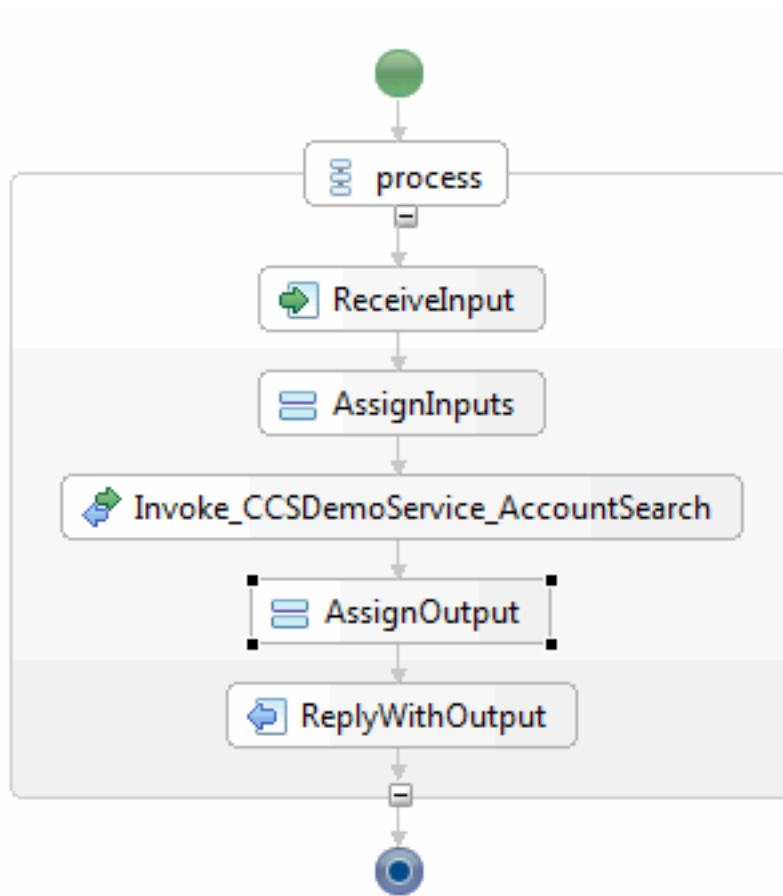 process
ReceiveInput
AssignInputs
Invoke_CCSDemoService_AccountSearch
AssignOutput
ReplyWithOutput